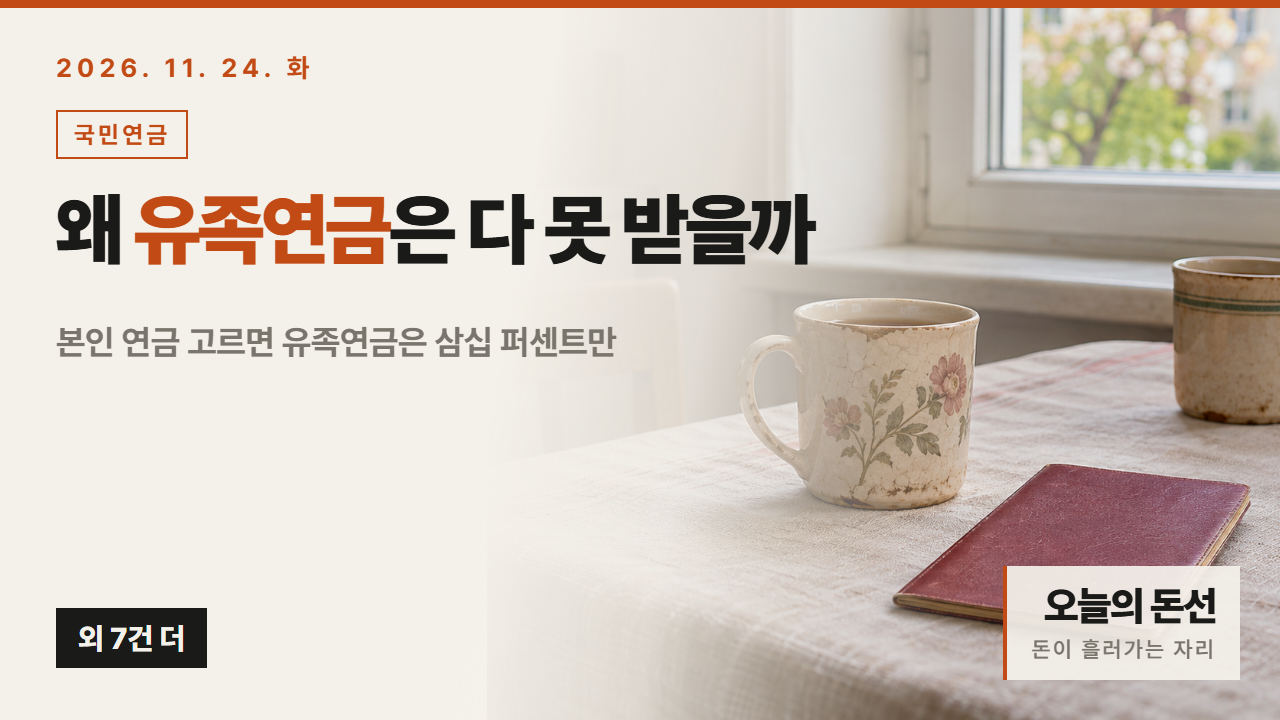 2026. 11. 24. 화
국민연금
왜 유족연금은 다 못 받을까
본인 연금 고르면 유족연금은 삼십 퍼센트만
외 7건 더
오늘의 돈선
돈이 흘러가는 자리